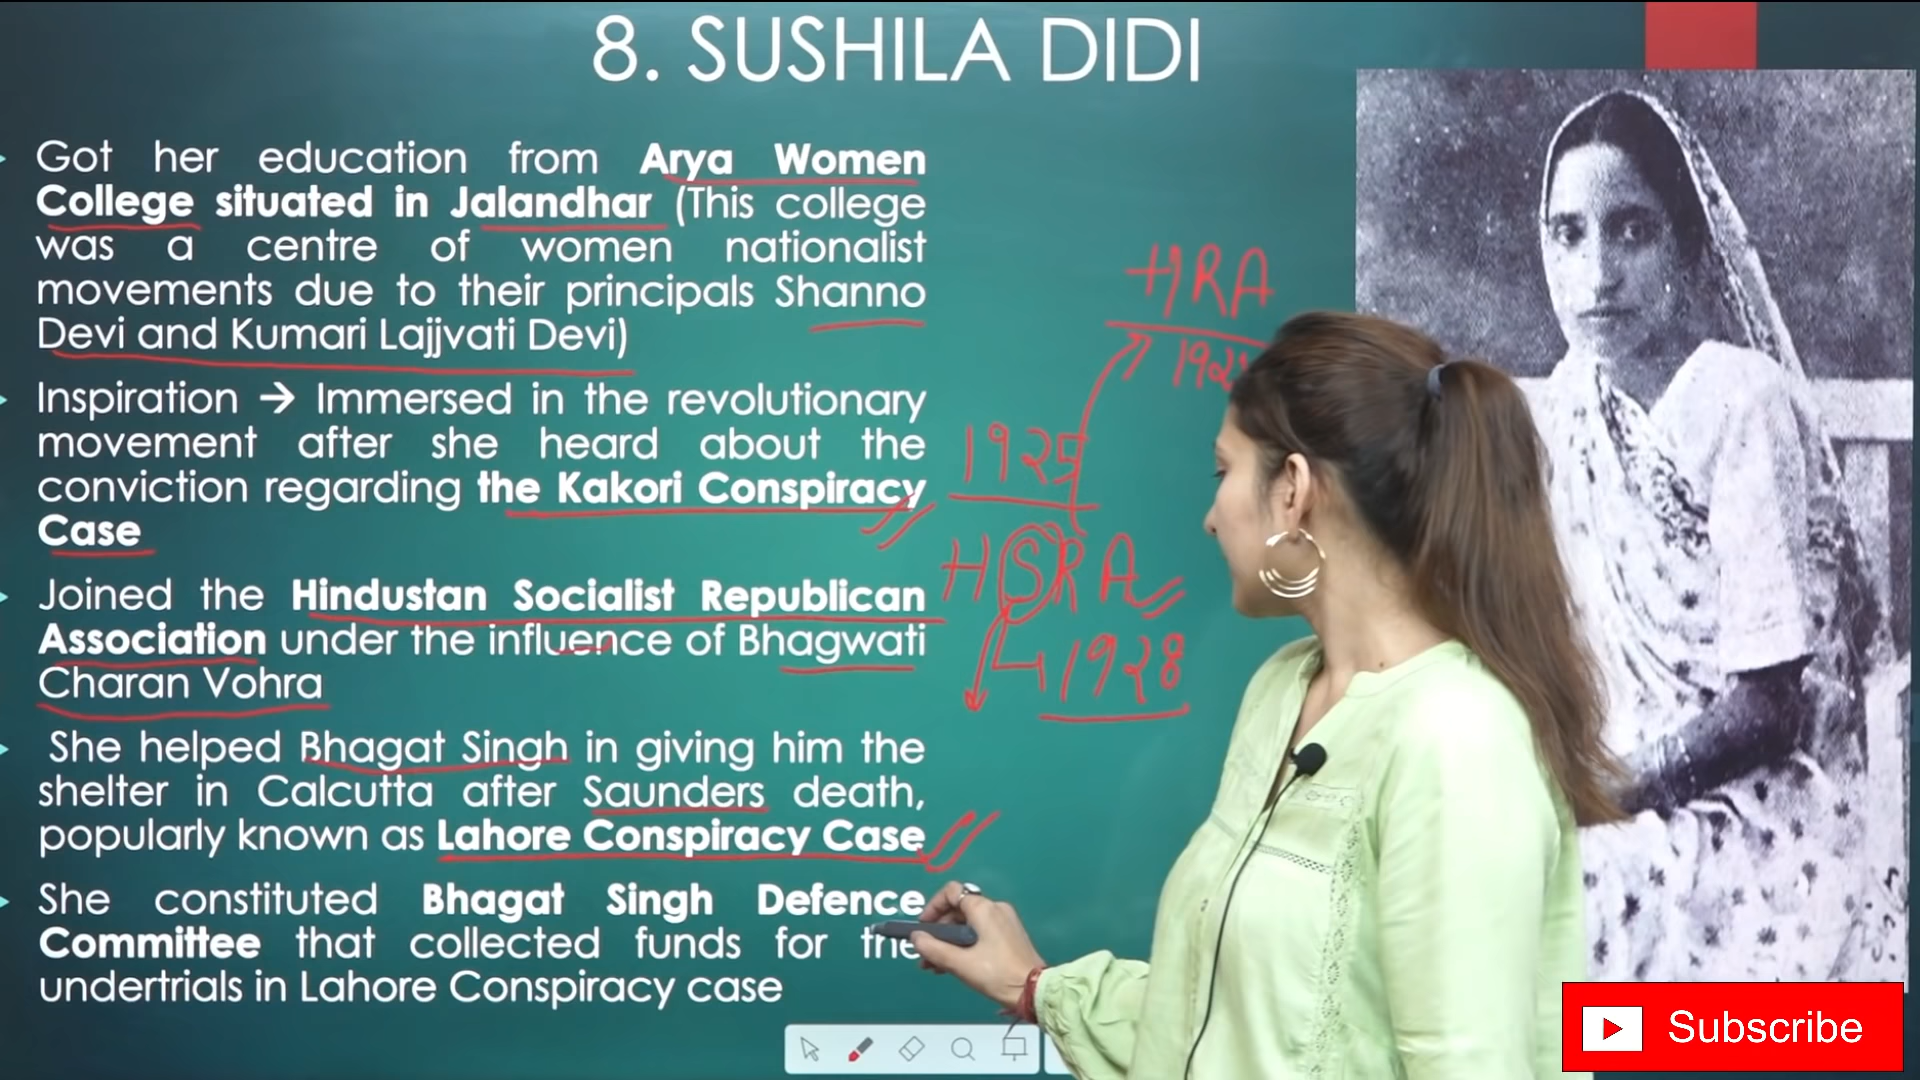 8. SUSHILA DIDI
Got her education from Arya Women
College situated in Jalandhar (This college
was a centre of women nationalist
movements due to their principals Shanno
Devi and Kumari Lajjvati Devi)
Inspiration → Immersed in the revolutionary
movement after she heard about the
conviction regarding the Kakori Conspiracy
Case
Joined the Hindustan Socialist Republican
Association under the influence of Bhagwati
Charan Vohra
She helped Bhagat Singh in giving him the
shelter in Calcutta after Saunders death,
popularly known as Lahore Conspiracy Case
She constituted Bhagat Singh Defence
Committee that collected funds for the
undertrials in Lahore Conspiracy case
HRA
1925
HSRA
1928
Subscribe